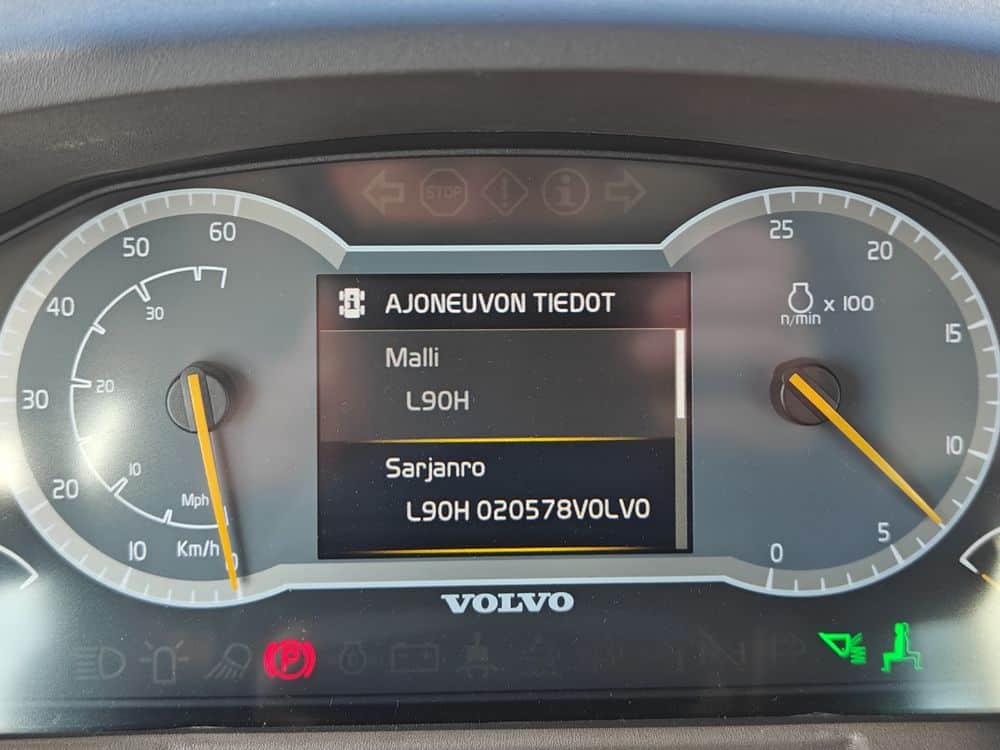 STOP
60
50
40
30
20
10
30
20
10
Mph
Km/h
AJONEUVON TIEDOT
Malli
L90H
Sarjanro
L90H 020578VOLVO
25
20
15
10
5
0
n/min x 100
VOLVO
P